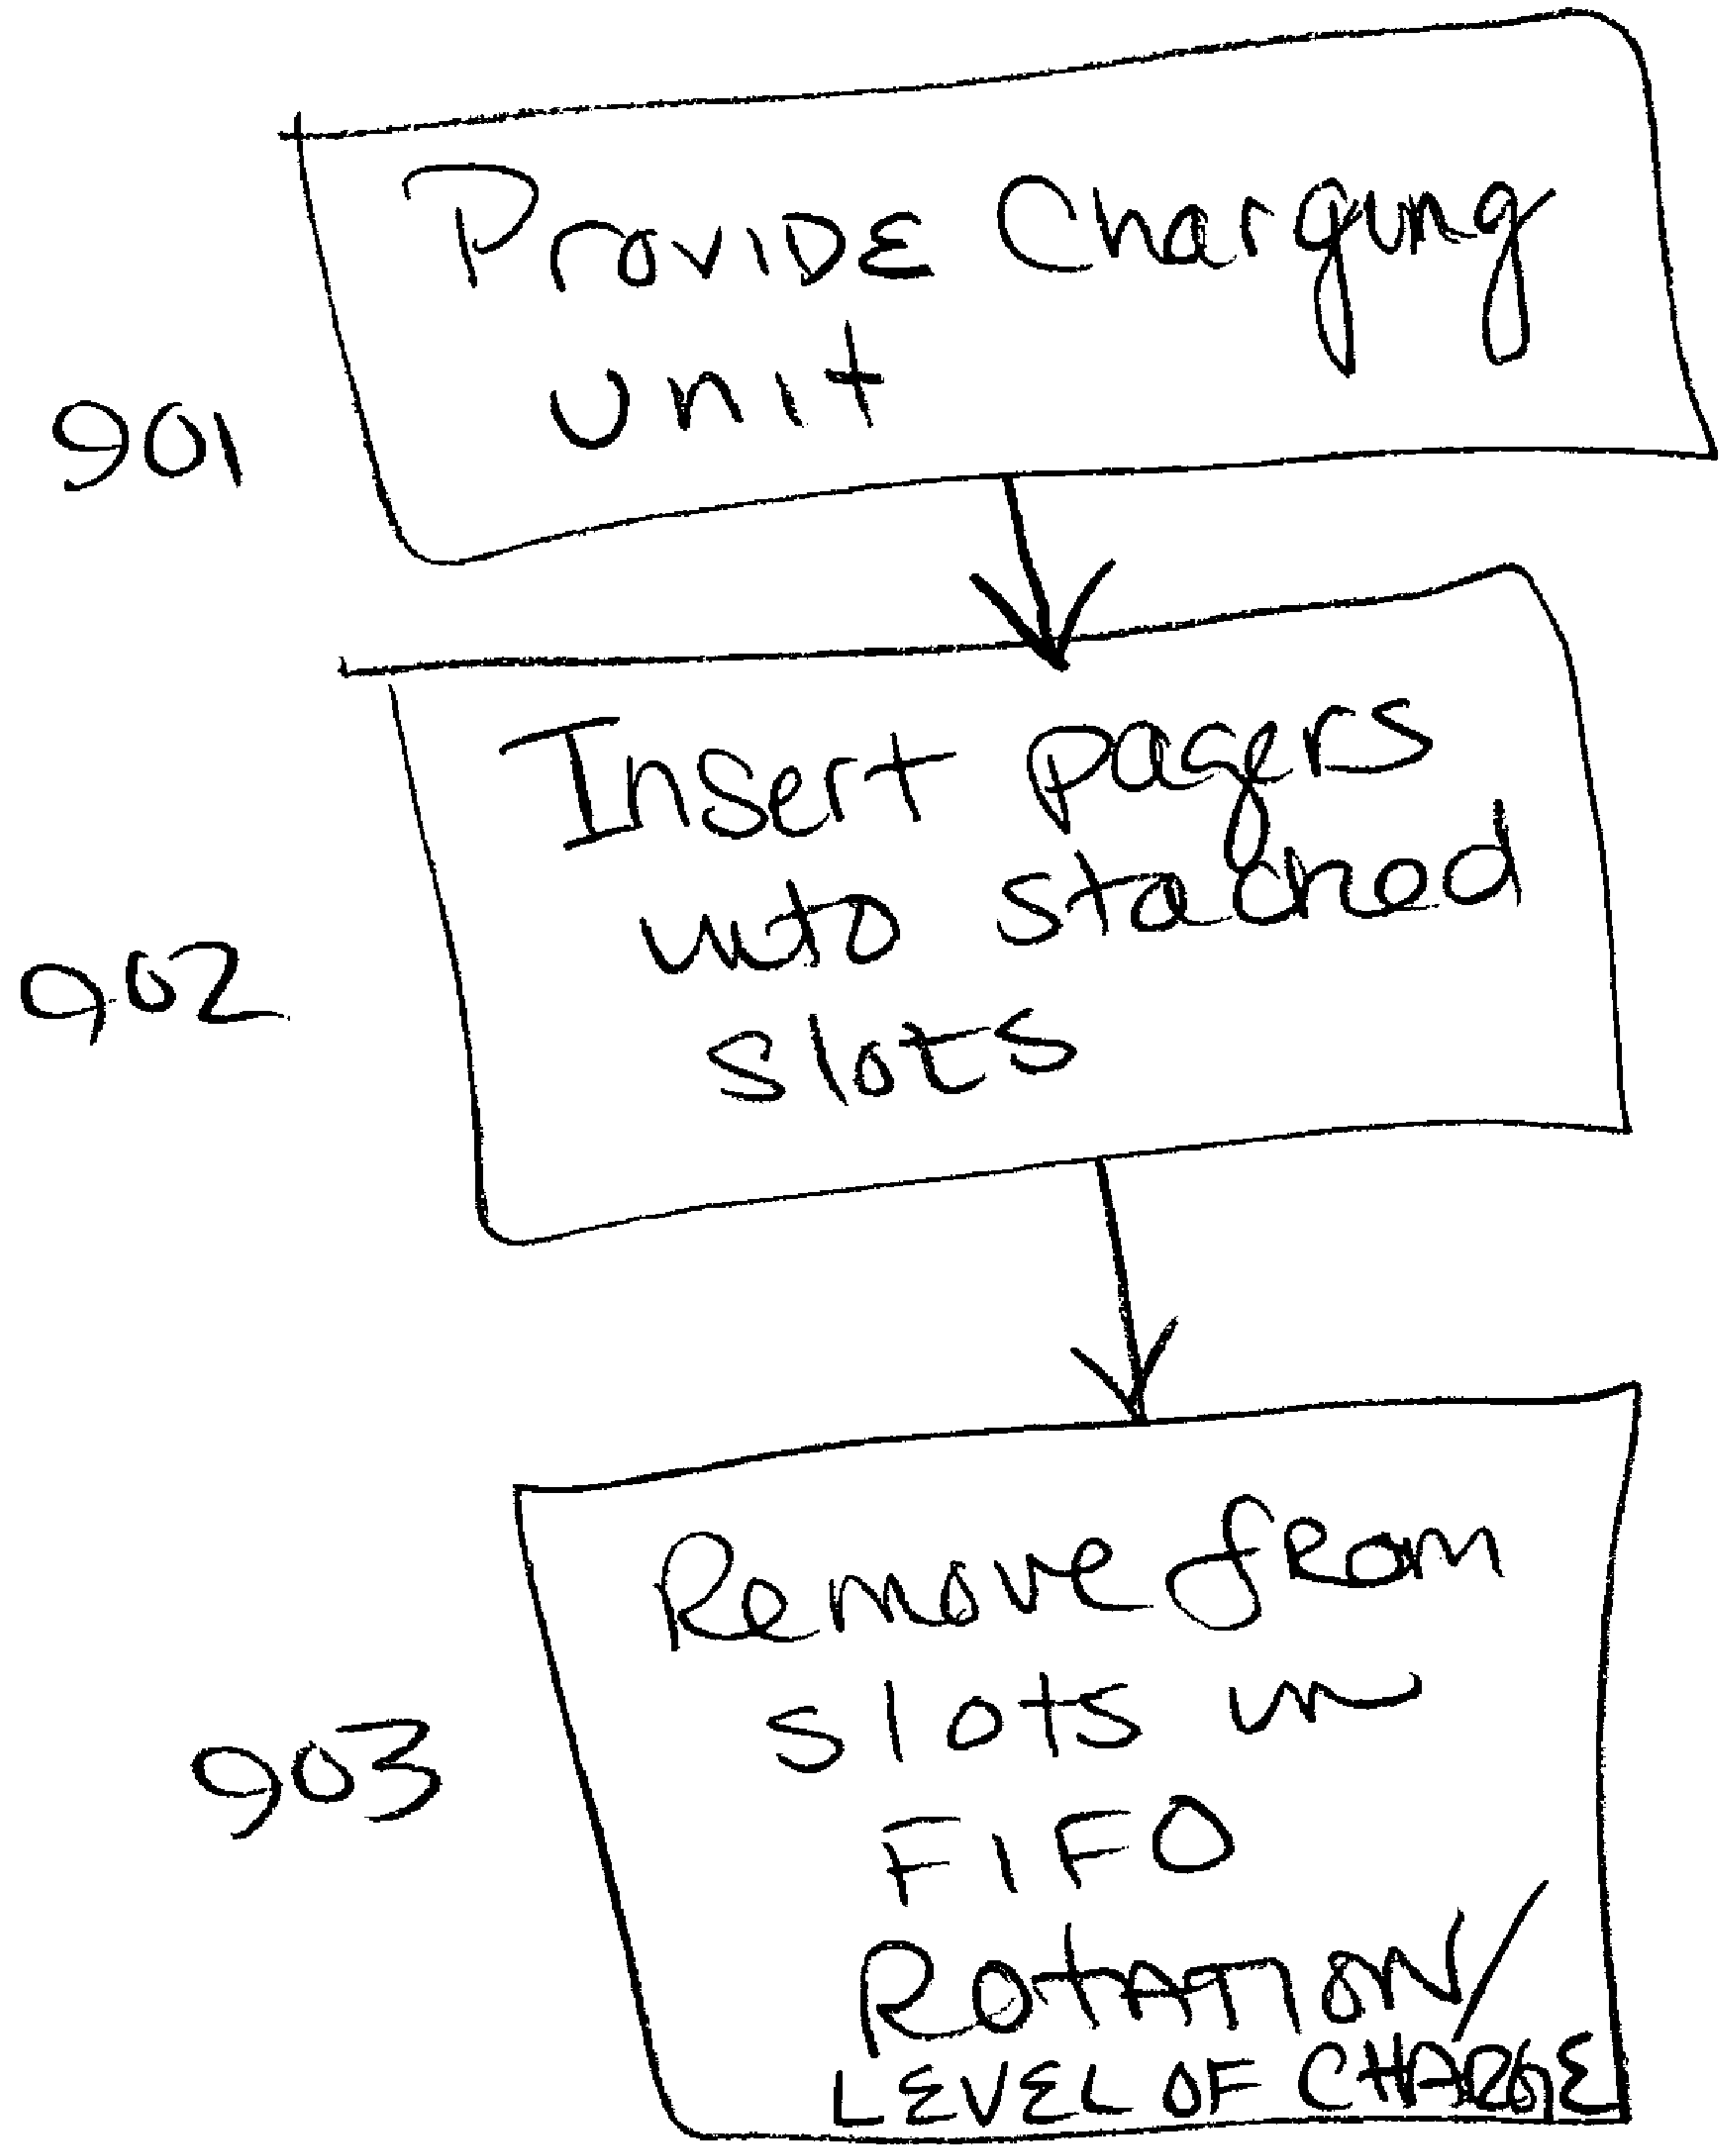 Provide Charging
Unit
901
Insert pagers
into stacked
slots
902
Remove from
slots in
FIFO
ROTATION/
LEVEL OF CHARGE
903